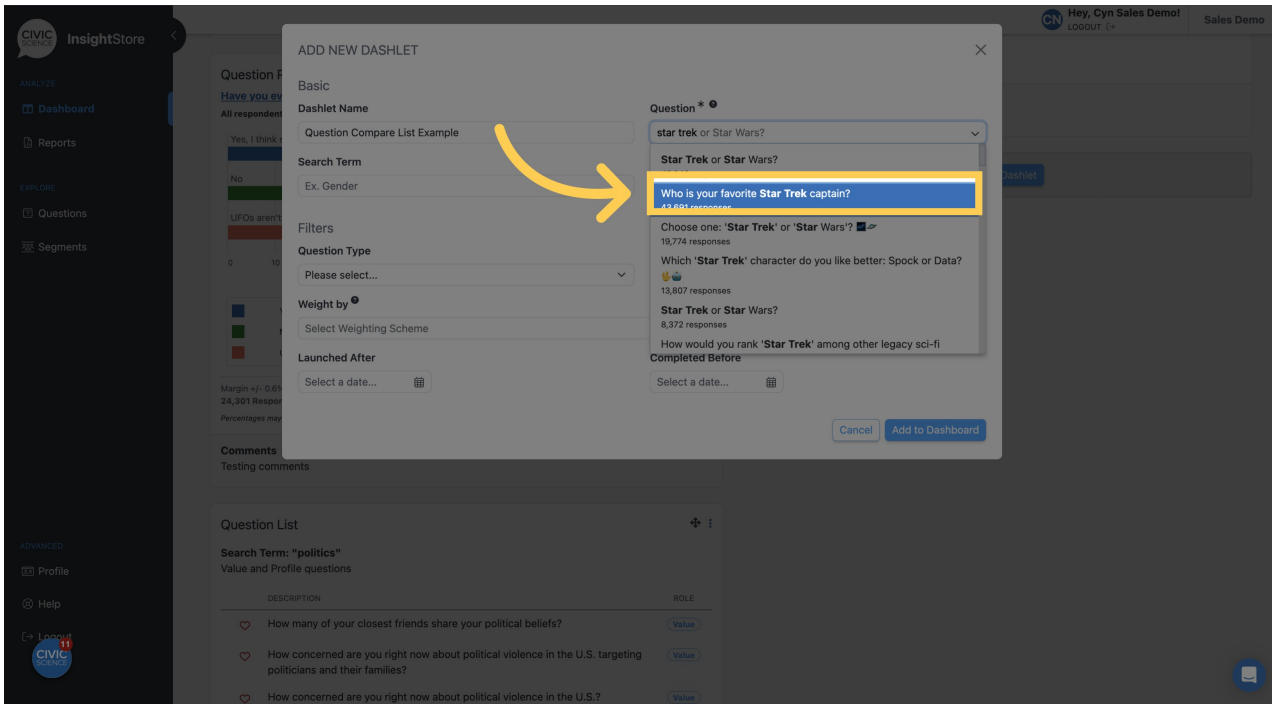 CIVIC
SCIENCE
InsightStore
ANALYZE
Dashboard
Reports
EXPLORE
Questions
Segments
ADVANCED
Profile
Help
Logout
11
CIVIC
SCIENCE
CN
Hey, Cyn Sales Demo!
LOGOUT
Sales Demo
Question
Have you
All respondent
Yes, I think
No
UFOs aren't
0 10
Margin +/- 0.6%
24,301
Percentages may
Comments
Testing comments
ADD NEW DASHLET
Basic
Dashlet Name
Question Compare List Example
Search Term
Ex. Gender
Filters
Question Type
Please select...
Weight by
Select Weighting Scheme
Launched After
Select a date...
Question *
star trek or Star Wars?
Star Trek or Star Wars?
Who is your favorite Star Trek captain?
43,691 responses
Choose one: 'Star Trek' or 'Star Wars'?
19,774 responses
Which 'Star Trek' character do you like better: Spock or Data?
13,807 responses
Star Trek or Star Wars?
8,372 responses
How would you rank 'Star Trek' among other legacy sci-fi
Completed Before
Select a date...
Cancel
Add to Dashboard
Dashlet
Question List
Search Term: "politics"
Value and Profile questions
DESCRIPTION ROLE
How many of your closest friends share your political beliefs? Value
How concerned are you right now about political violence in the U.S. targeting
politicians and their families? Value
How concerned are you right now about political violence in the U.S.? Value